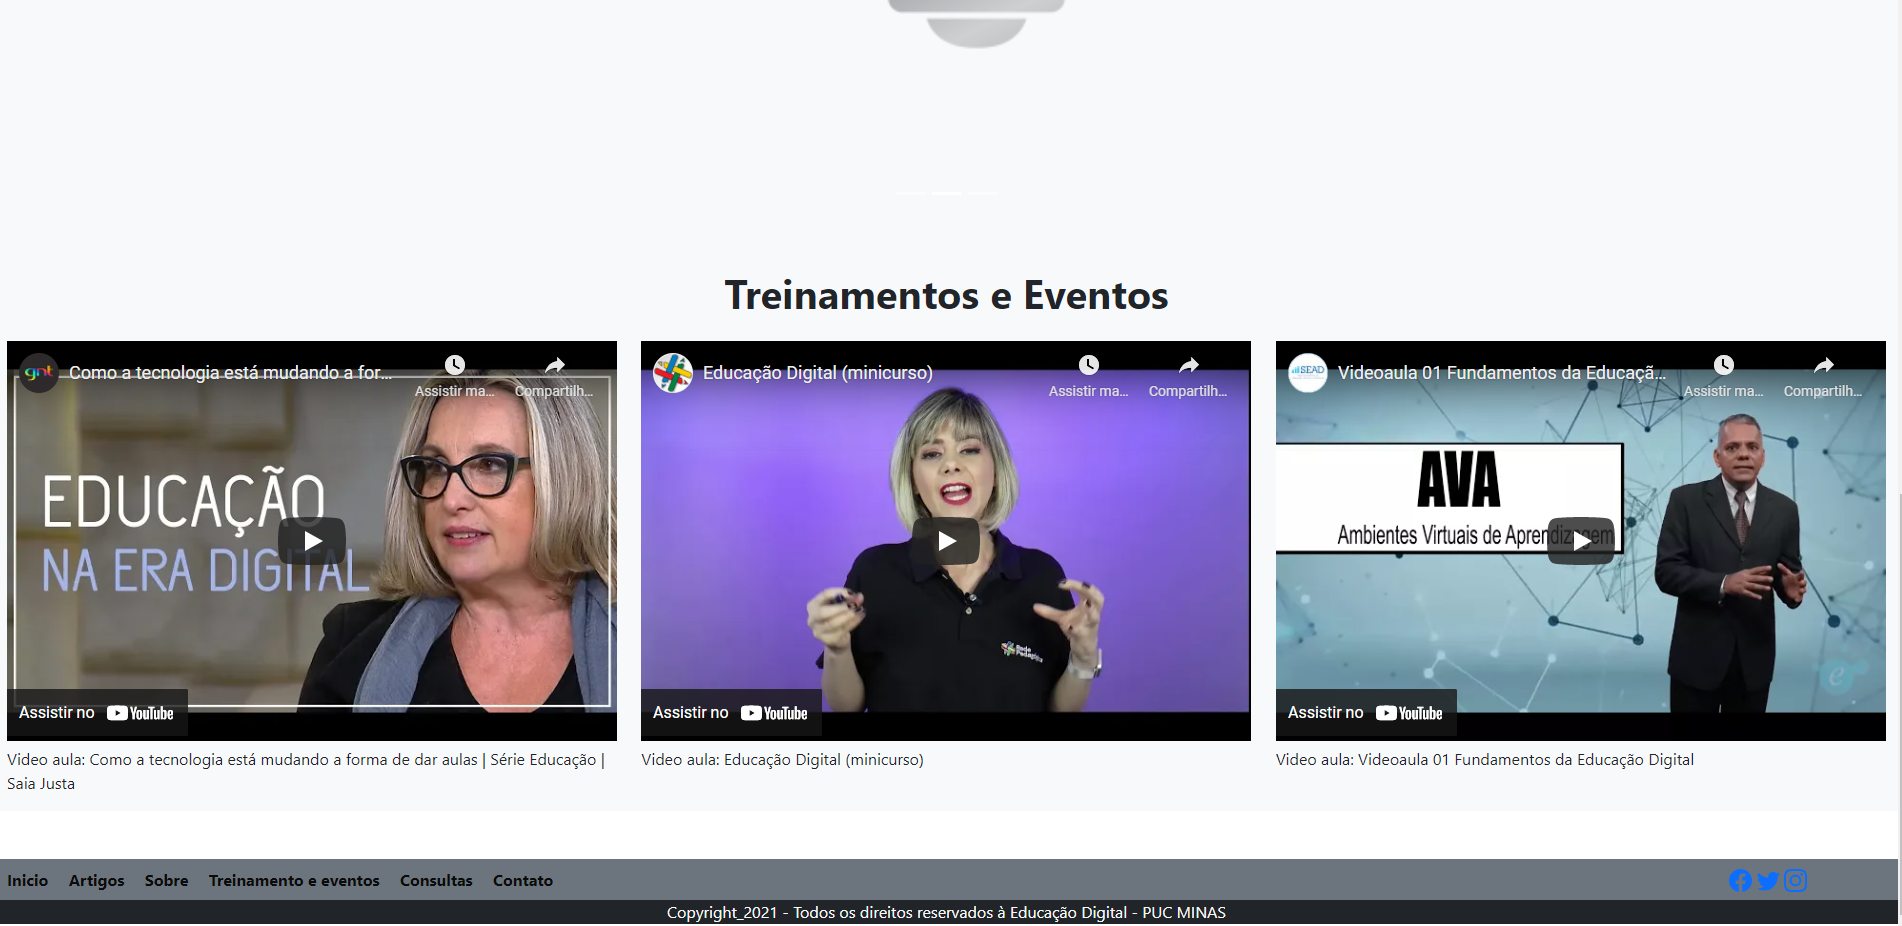 Treinamentos e Eventos
gnt
Como a tecnologia está mudando a for...
Assistir ma...
Compartilh...
EDUCAÇÃO
NA ERA DIGITAL
Assistir no YouTube
Video aula: Como a tecnologia está mudando a forma de dar aulas | Série Educação |
Saia Justa
Educação Digital (minicurso)
Assistir ma...
Compartilh...
Rede
Pedagógica
Assistir no YouTube
Video aula: Educação Digital (minicurso)
SEAD
Videoaula 01 Fundamentos da Educaçã...
Assistir ma...
Compartilh...
AVA
Ambientes Virtuais de Aprendizagem
e
Assistir no YouTube
Video aula: Videoaula 01 Fundamentos da Educação Digital
Inicio Artigos Sobre Treinamento e eventos Consultas Contato
Copyright_2021 - Todos os direitos reservados à Educação Digital - PUC MINAS